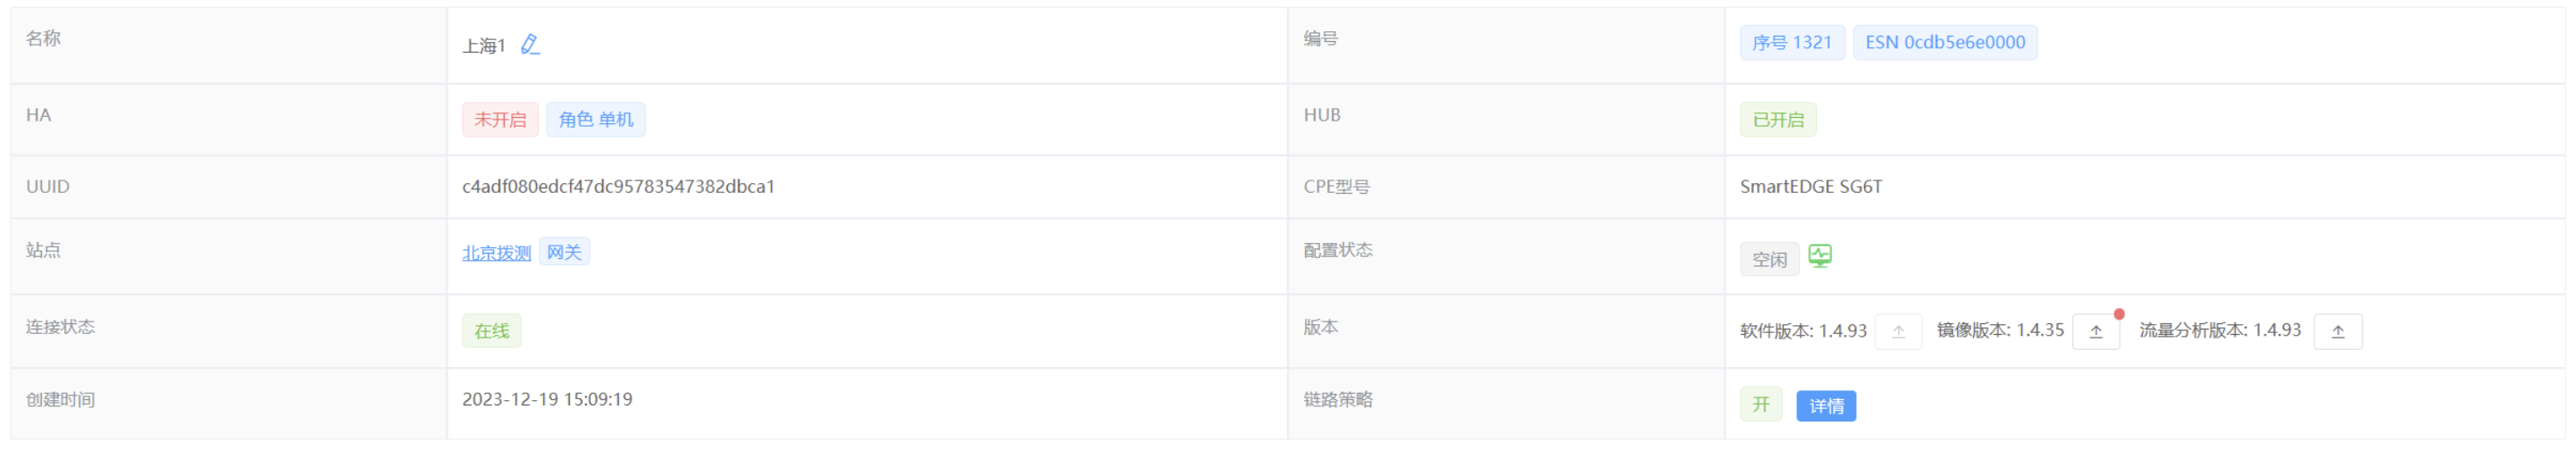 名称 上海1 编号 序号 1321 ESN 0cdb5e6e0000
HA 未开启 角色 单机 HUB 已开启
UUID c4adf080edcf47dc95783547382dbca1 CPE型号 SmartEDGE SG6T
站点 北京拨测 网关 配置状态 空闲
连接状态 在线 版本 软件版本: 1.4.93 镜像版本: 1.4.35 流量分析版本: 1.4.93
创建时间 2023-12-19 15:09:19 链路策略 开 详情